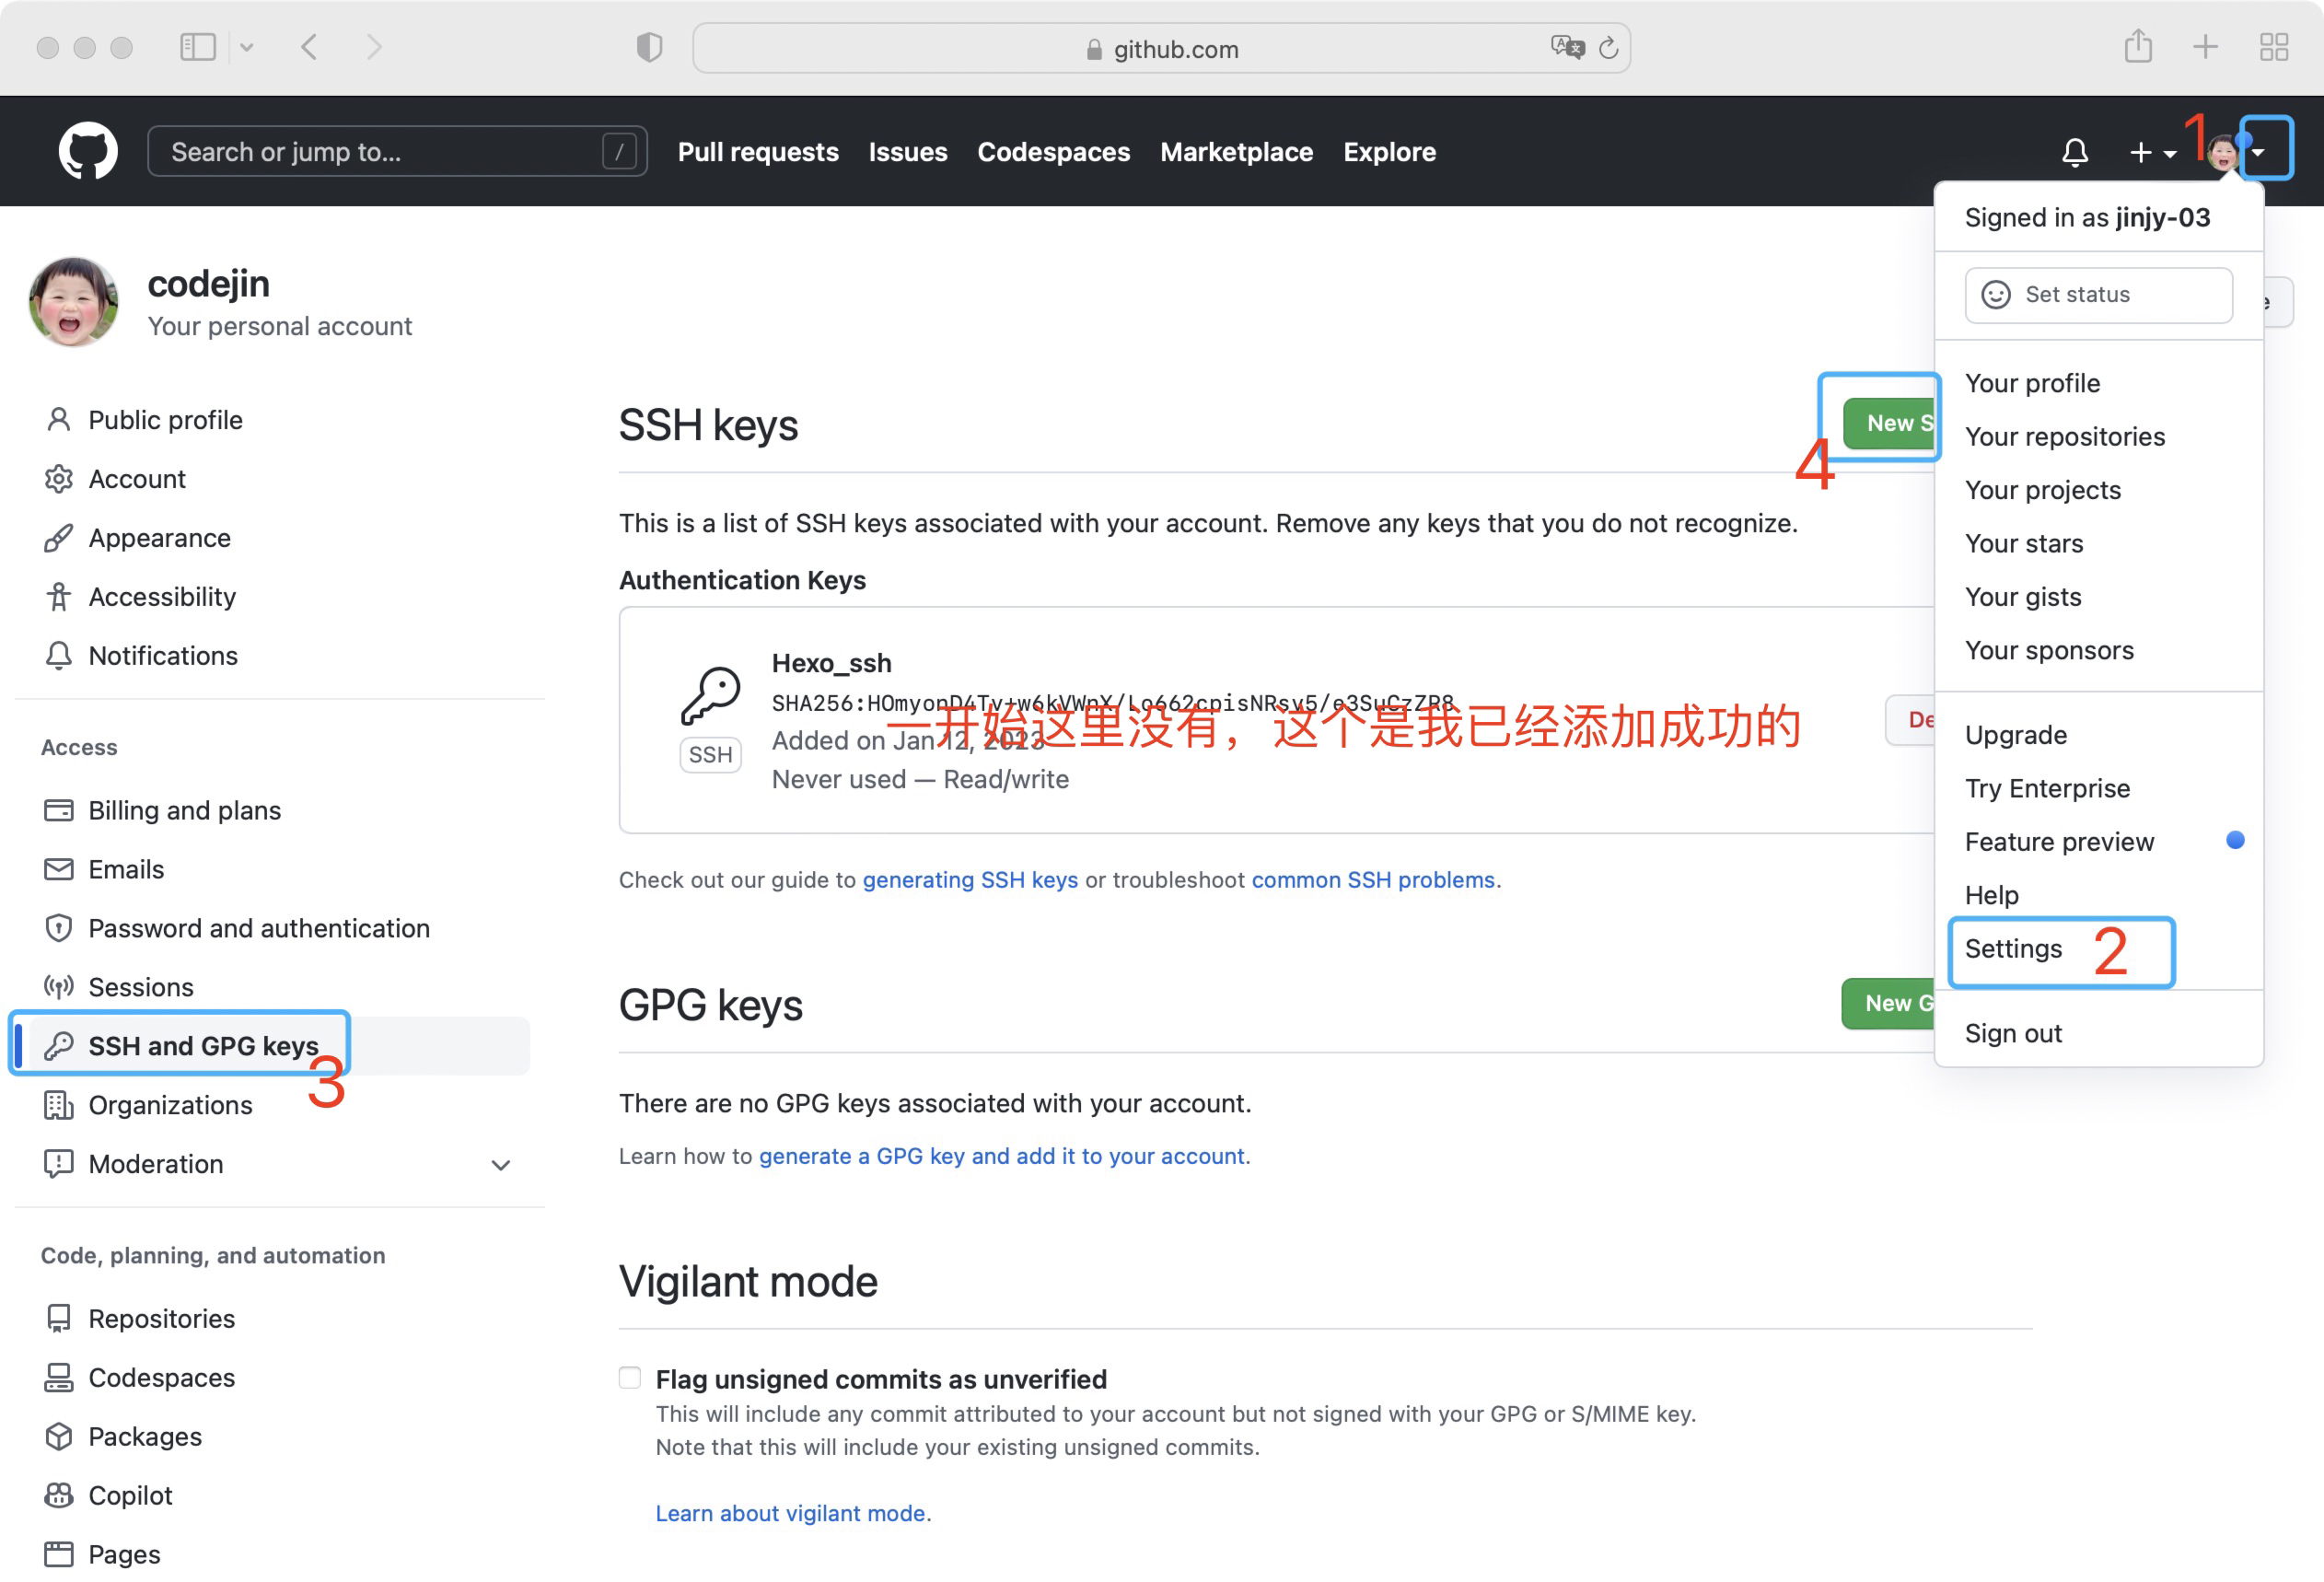 github.com
Search or jump to...
/
Pull requests
Issues
Codespaces
Marketplace
Explore
1
Signed in as jinjy-03
Set status
Your profile
Your repositories
Your projects
Your stars
Your gists
Your sponsors
Upgrade
Try Enterprise
Feature preview
Help
Settings
2
Sign out
codejin
Your personal account
Public profile
Account
Appearance
Accessibility
Notifications
Access
Billing and plans
Emails
Password and authentication
Sessions
SSH and GPG keys
3
Organizations
Moderation
Code, planning, and automation
Repositories
Codespaces
Packages
Copilot
Pages
SSH keys
New S
4
This is a list of SSH keys associated with your account. Remove any keys that you do not recognize.
Authentication Keys
Hexo_ssh
一开始这里没有，这个是我已经添加成功的
Added on Jan 12, 2023
Never used — Read/write
SSH
De
Check out our guide to generating SSH keys or troubleshoot common SSH problems.
GPG keys
New G
There are no GPG keys associated with your account.
Learn how to generate a GPG key and add it to your account.
Vigilant mode
Flag unsigned commits as unverified
This will include any commit attributed to your account but not signed with your GPG or S/MIME key.
Note that this will include your existing unsigned commits.
Learn about vigilant mode.